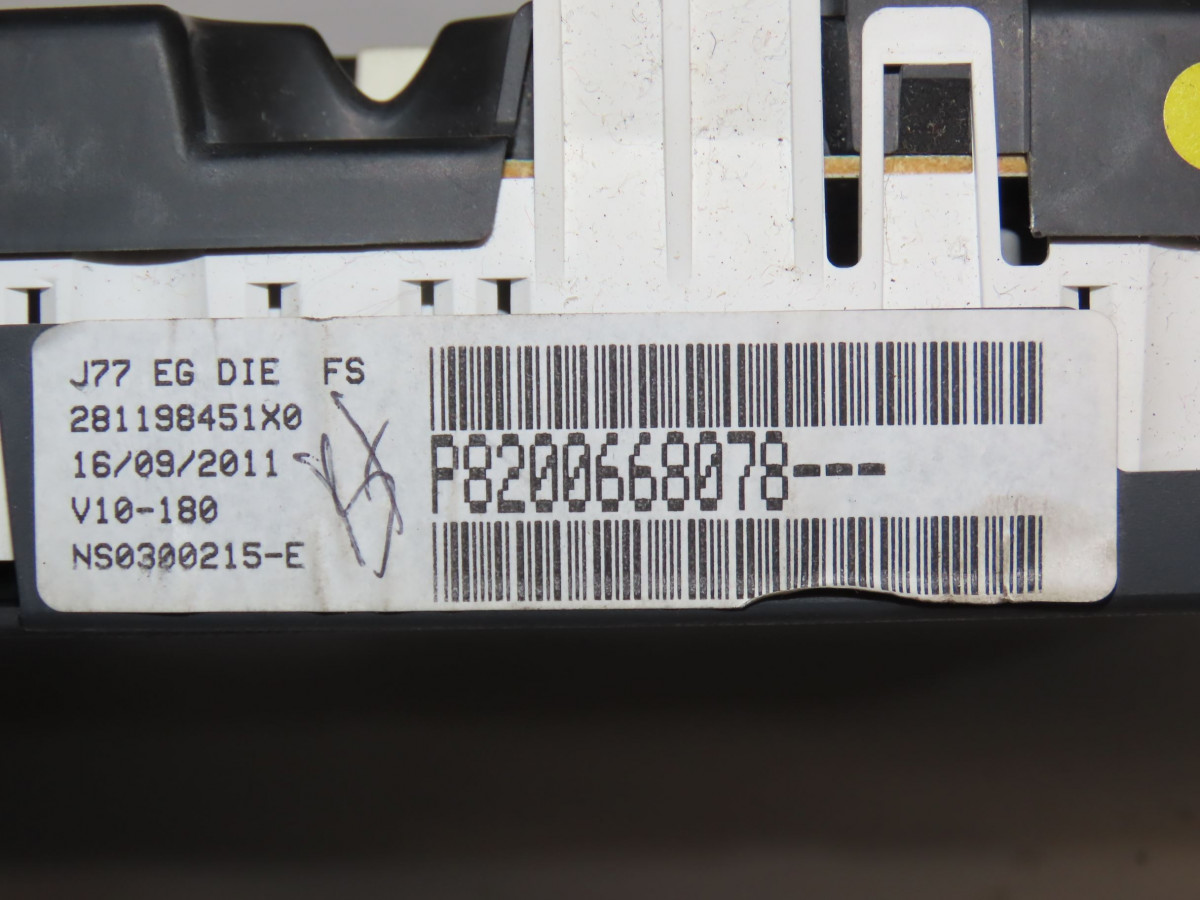 J77 EG DIE FS
281198451X0
16/09/2011
V10-180
NS0300215-E
P8200668078---